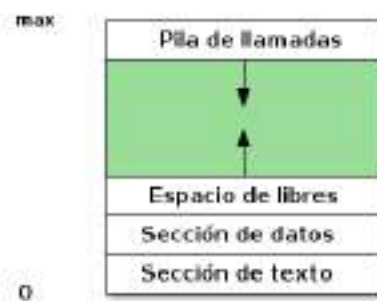 max
Pila de llamadas
Espacio de libres
Sección de datos
Sección de texto
0